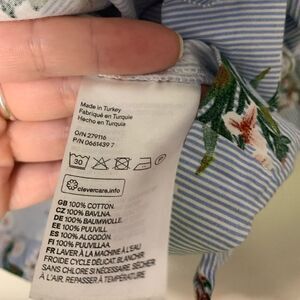 Made in Turkey
Fabriqué en Turquie
Hecho en Turquía
O/N 279116
P/N 0661439 7
30
P
clevercare.info
GB 100% COTTON.
CZ 100% BAVLNA.
DE 100% BAUMWOLLE.
EE 100% PUUVILL.
ES 100% ALGODÓN.
FI 100% PUUVILLAA.
FR LAVER À LA MACHINE À L'EAU
FROIDE CYCLE DÉLICAT. BLANCHIR
SANS CHLORE SI NÉCESSAIRE. SÉCHER
À L'AIR. REPASSER À TEMPÉRATURE